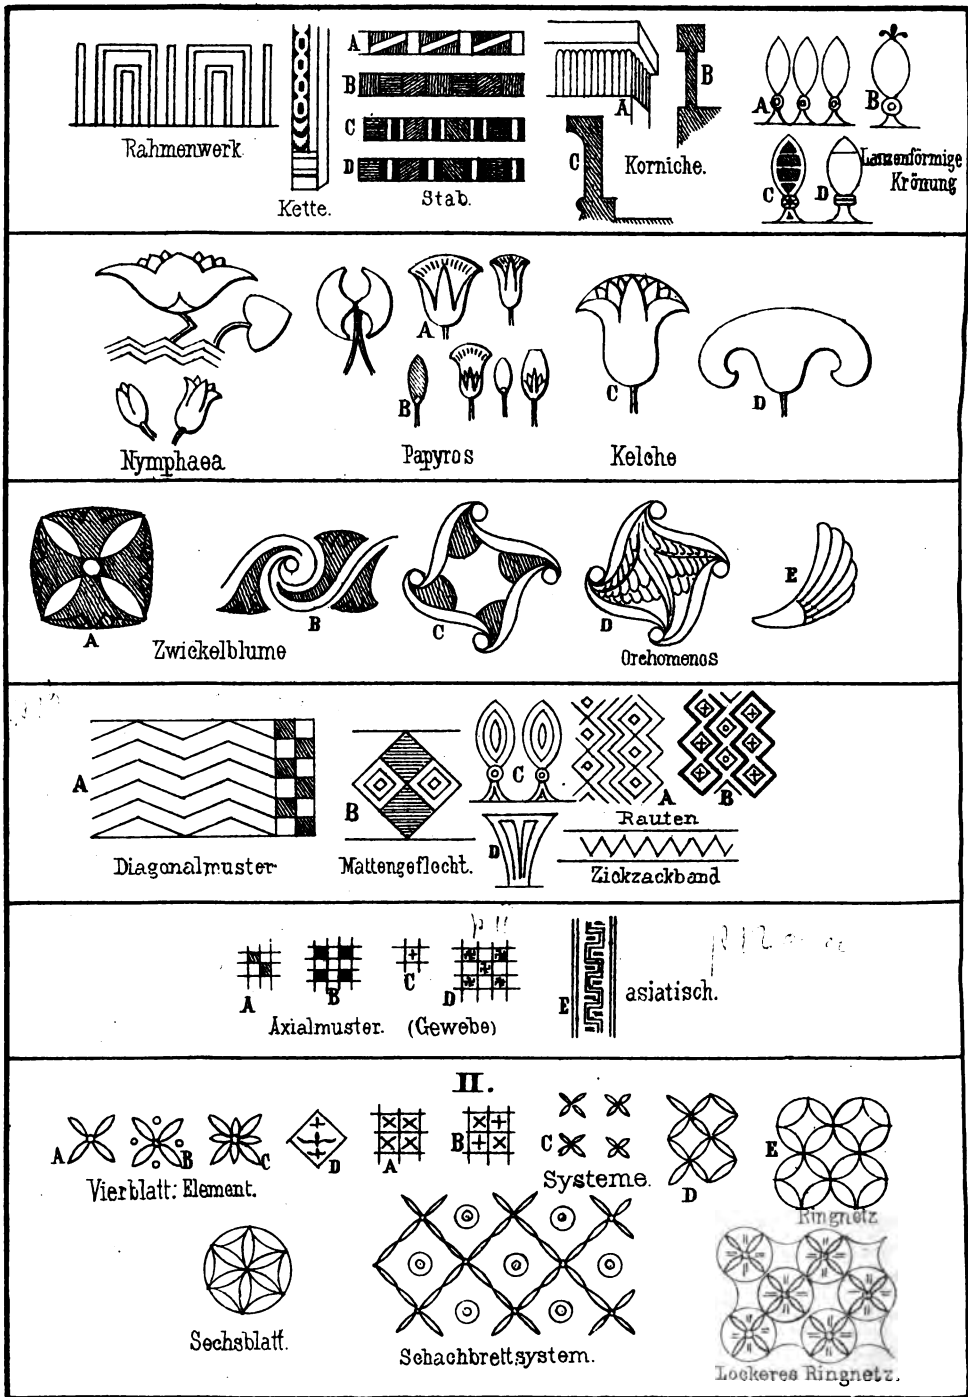 A
B
C
D
A
B
C
A
B
C
D
Rahmenwerk
Kette.
Stab.
Korniche.
Lanzenförmige
Krönung
A
B
C
D
Nymphaea
Papyros
Kelche
A
B
C
D
E
Zwickelblume
Orchomenos
A
B
C
D
A
B
Rauten
Diagonalmuster
Mattengeflecht.
Zickzackband
p 11
A
B
C
D
E
asiatisch.
Axialmuster. (Gewebe)
II.
A
B
C
D
A
B
C
D
E
Vierblatt: Element.
Systeme.
Ringnetz
Sechsblatt.
Schachbrettsystem.
Lockeres Ringnetz.